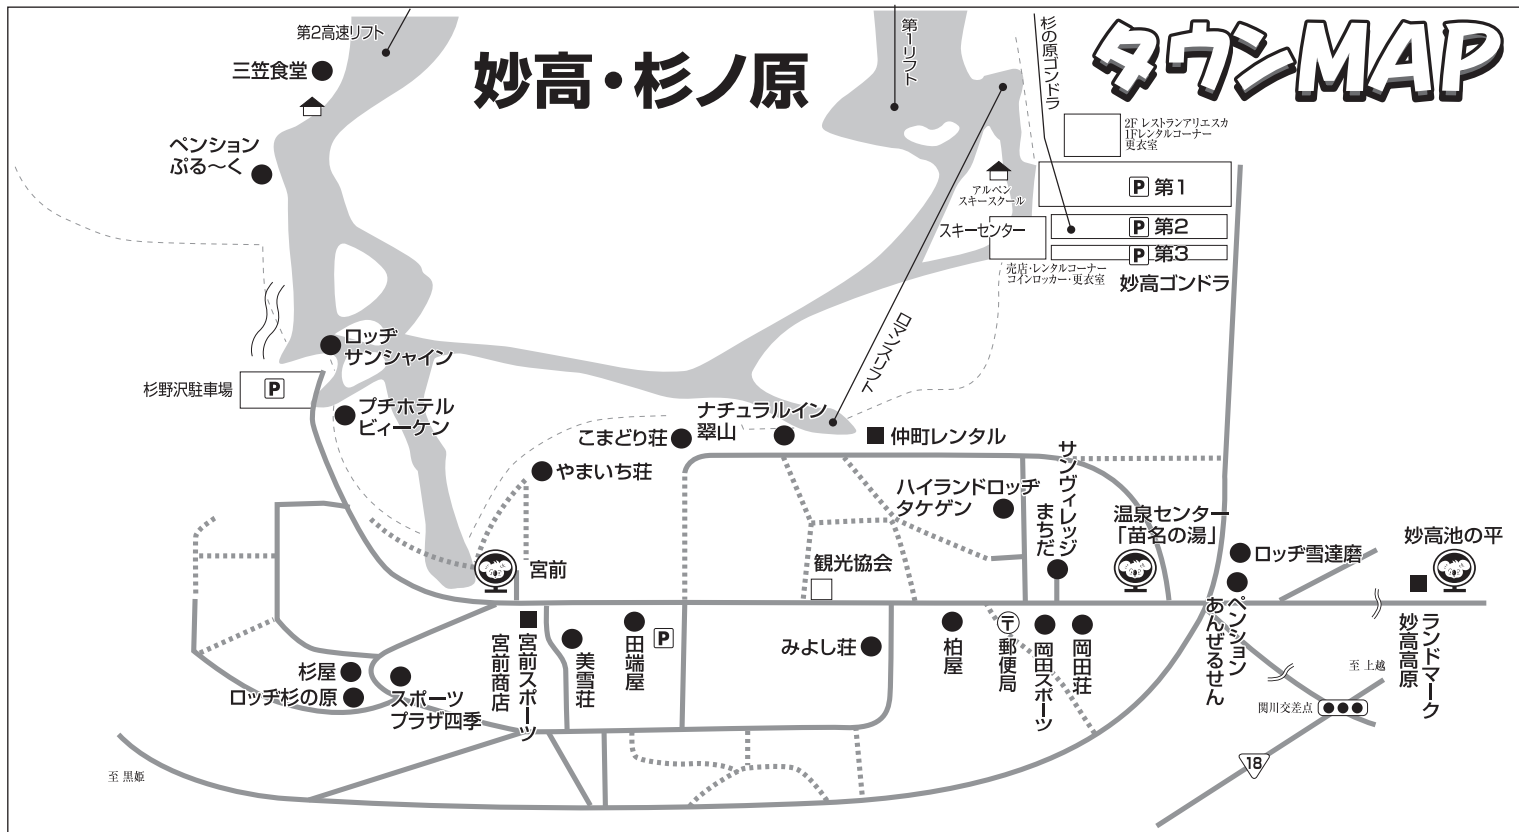 妙高・杉ノ原
タウンMAP
第2高速リフト
三笠食堂
ペンション
ぷる〜く
第1リフト
杉の原ゴンドラ
2F レストランアリエスカ
1Fレンタルコーナー
更衣室
P 第1
P 第2
P 第3
アルペン
スキースクール
スキーセンター
売店・レンタルコーナー
コインロッカー・更衣室
妙高ゴンドラ
ロマンスリフト
ロッヂ
サンシャイン
杉野沢駐車場
P
プチホテル
ビィーケン
こまどり荘
ナチュラルイン
翠山
仲町レンタル
やまいち荘
ハイランドロッヂ
タケゲン
サンヴィレッジ
まちだ
温泉センター
「苗名の湯」
ロッヂ雪達磨
妙高池の平
宮前
観光協会
ペンション
あんぜるせん
ランドマーク
妙高高原
宮前スポーツ
宮前商店
美雪荘
田端屋
P
みよし荘
柏屋
〒
郵便局
岡田スポーツ
岡田荘
杉屋
ロッヂ杉の原
スポーツ
プラザ四季
至 上越
関川交差点
18
至 黒姫